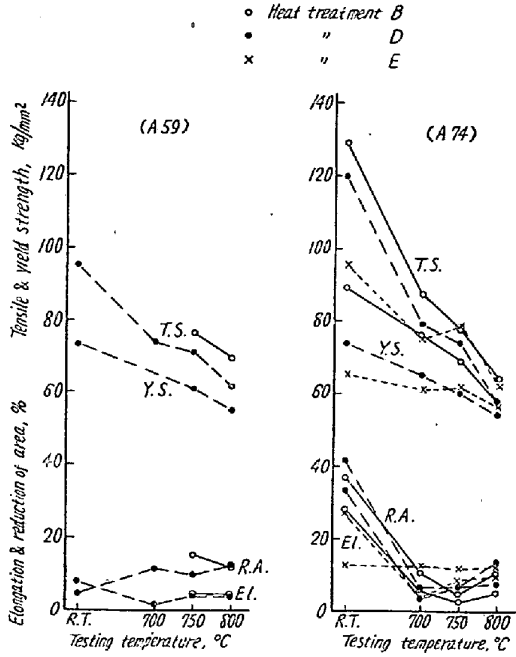 o Heat treatment B
• " D
× " E
Tensile & yield strength, kg/mm²
Elongation & reduction of area, %
140
120
100
80
60
40
20
0
(A59)
T.S.
Y.S.
R.A.
El.
R.T. 700 750 800
Testing temperature, °C
140
120
100
80
60
40
20
0
(A74)
T.S.
Y.S.
R.A.
El.
R.T. 700 750 800
Testing temperature, °C